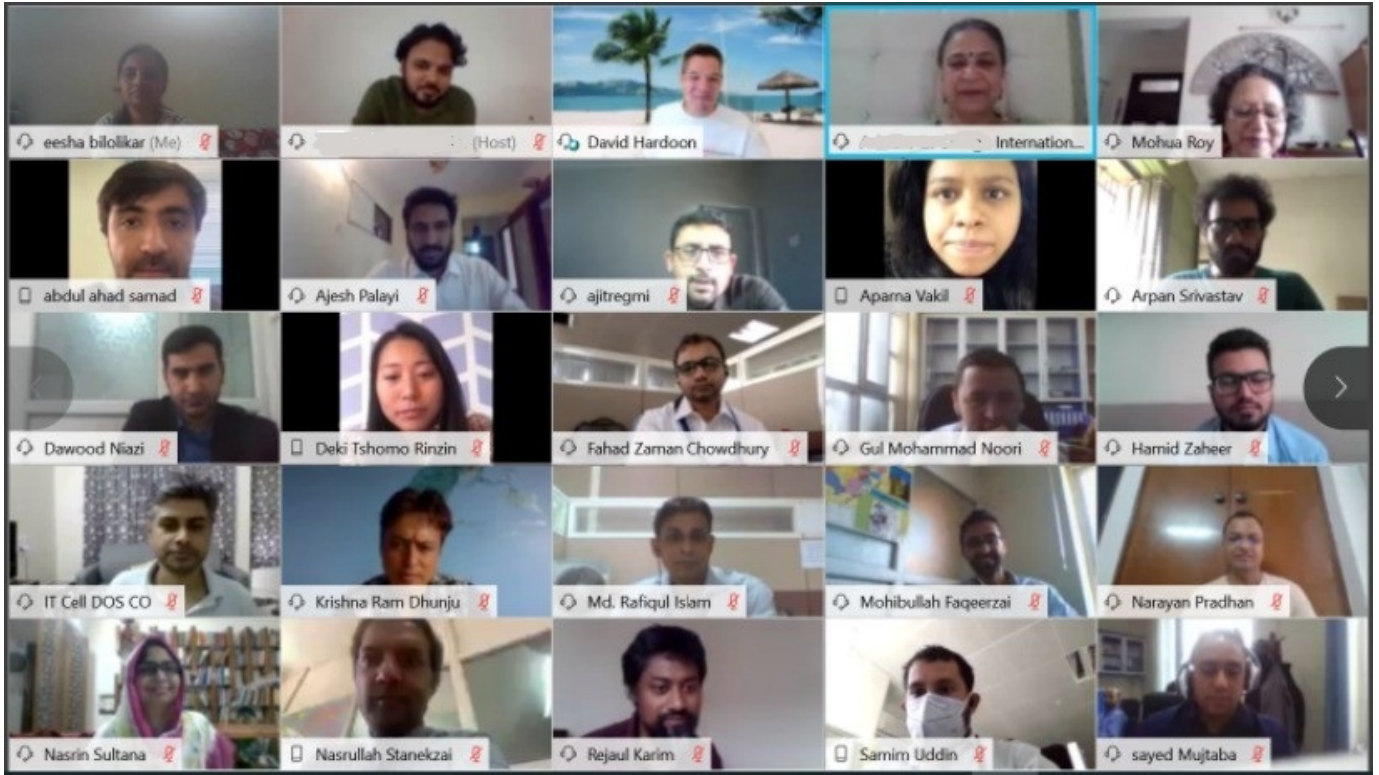 eesha bilolikar (Me)
(Host)
David Hardoon
Internation...
Mohua Roy
abdul ahad samad
Ajesh Palayi
ajitregmi
Aparna Vakil
Arpan Srivastav
Dawood Niazi
Deki Tshomo Rinzin
Fahad Zaman Chowdhury
Gul Mohammad Noori
Hamid Zaheer
IT Cell DOS CO
Krishna Ram Dhunju
Md. Rafiqul Islam
Mohibullah Faqeerzai
Narayan Pradhan
Nasrin Sultana
Nasrullah Stanekzai
Rejaul Karim
Samim Uddin
sayed Mujtaba